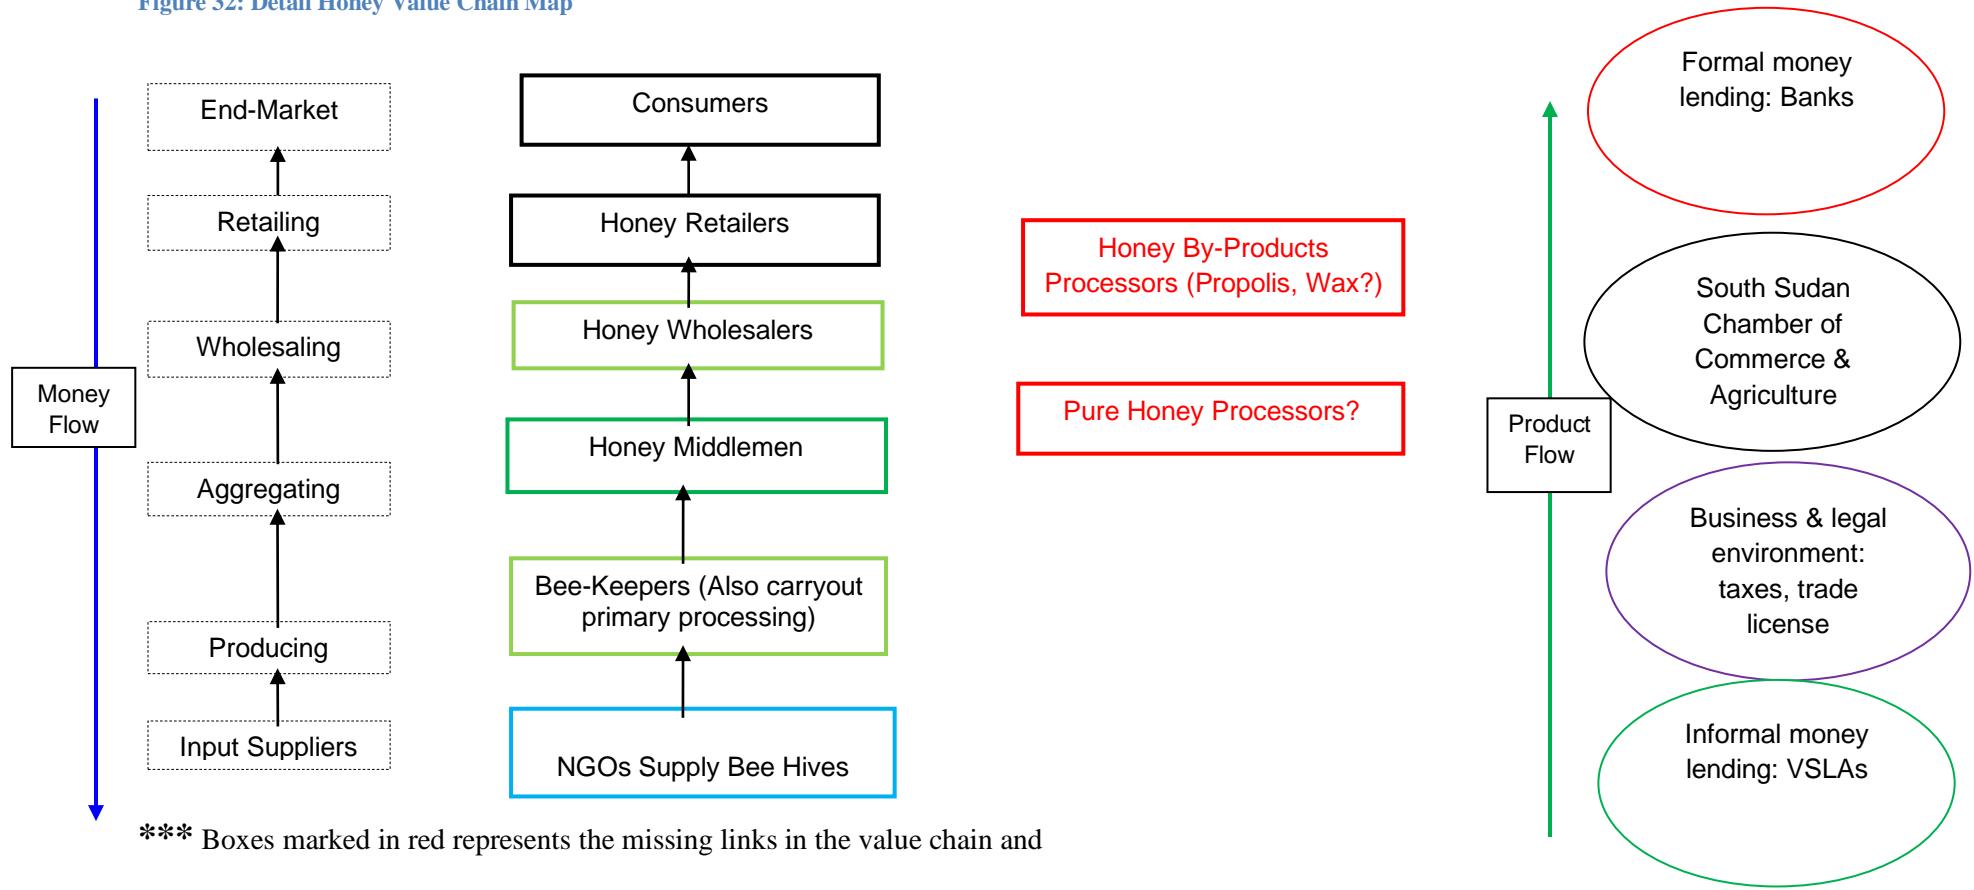 Figure 32: Detail Honey Value Chain Map
End-Market
Retailing
Wholesaling
Aggregating
Producing
Input Suppliers
Money
Flow
Consumers
Honey Retailers
Honey Wholesalers
Honey Middlemen
Bee-Keepers (Also carryout
primary processing)
NGOs Supply Bee Hives
Honey By-Products
Processors (Propolis, Wax?)
Pure Honey Processors?
Product
Flow
Formal money
lending: Banks
South Sudan
Chamber of
Commerce &
Agriculture
Business & legal
environment:
taxes, trade
license
Informal money
lending: VSLAs
*** Boxes marked in red represents the missing links in the value chain and